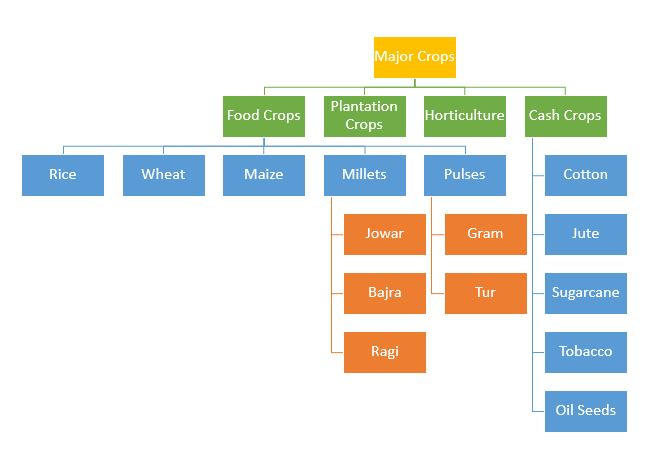 Major Crops
Food Crops
Plantation
Crops
Horticulture
Cash Crops
Rice
Wheat
Maize
Millets
Pulses
Cotton
Jowar
Gram
Jute
Bajra
Tur
Sugarcane
Ragi
Tobacco
Oil Seeds